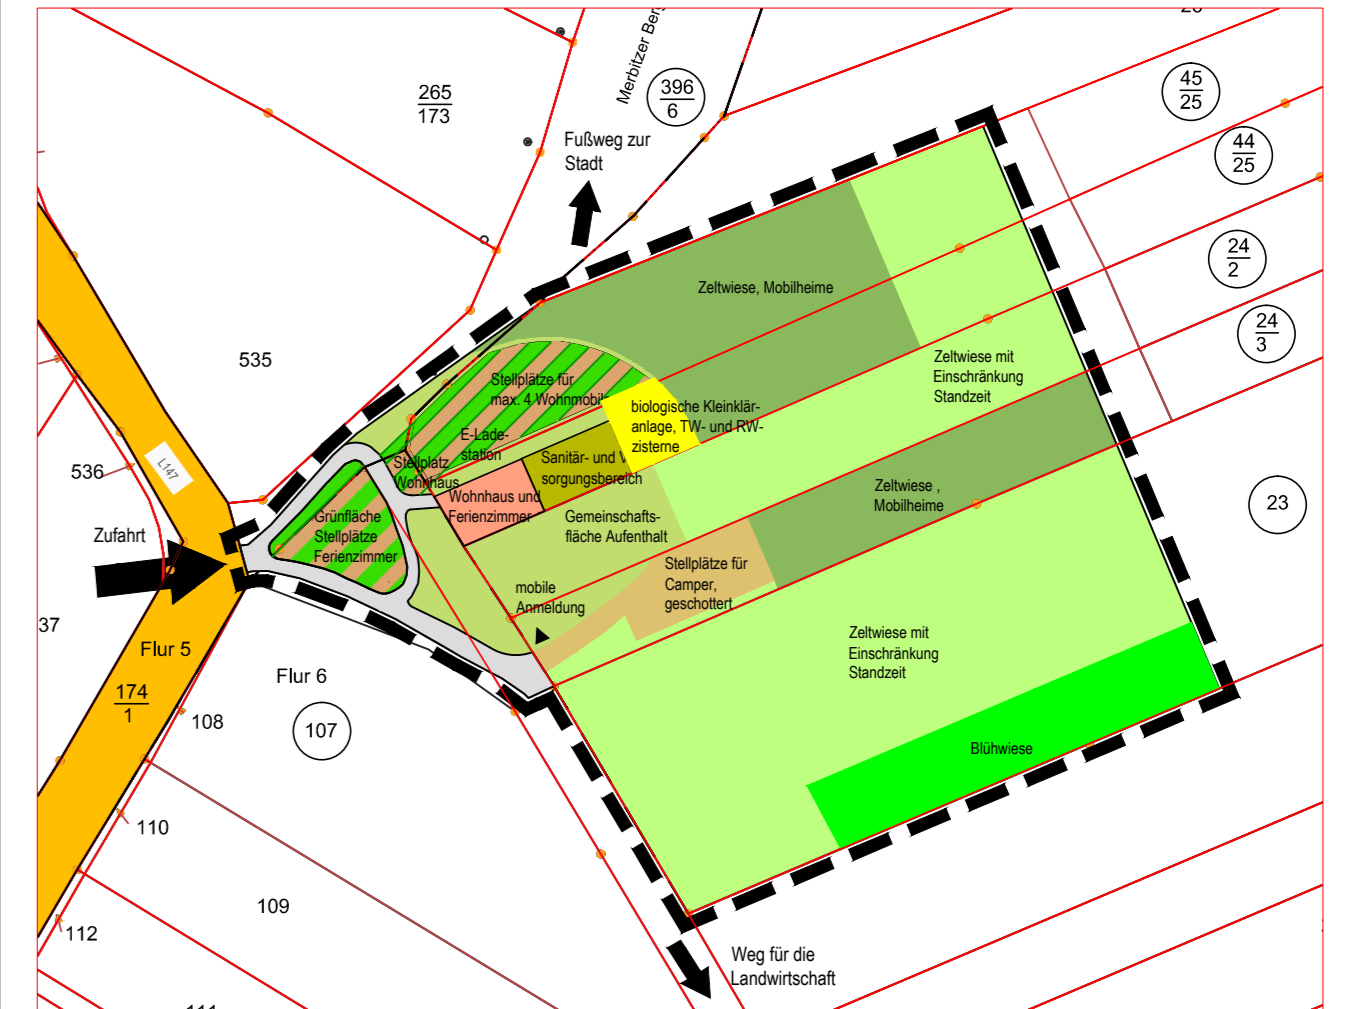 Merbitzer Berg
265
173
396
6
45
25
44
25
24
2
24
3
23
Fußweg zur
Stadt
535
536
L147
Zufahrt
37
Flur 5
174
1
108
Flur 6
107
110
109
112
111
Zeltwiese, Mobilheime
Zeltwiese mit
Einschränkung
Standzeit
Stellplätze für
max. 4 Wohnmobil
biologische Kleinklär-
anlage, TW- und RW-
zisterne
E-Lade-
station
Stellplatz
Wohnhaus
Sanitär- und V
sorgungsbereich
Wohnhaus und
Ferienzimmer
Grünfläche
Stellplätze
Ferienzimmer
Gemeinschafts-
fläche Aufenthalt
Zeltwiese ,
Mobilheime
Stellplätze für
Camper,
geschottert
mobile
Anmeldung
Zeltwiese mit
Einschränkung
Standzeit
Blühwiese
Weg für die
Landwirtschaft